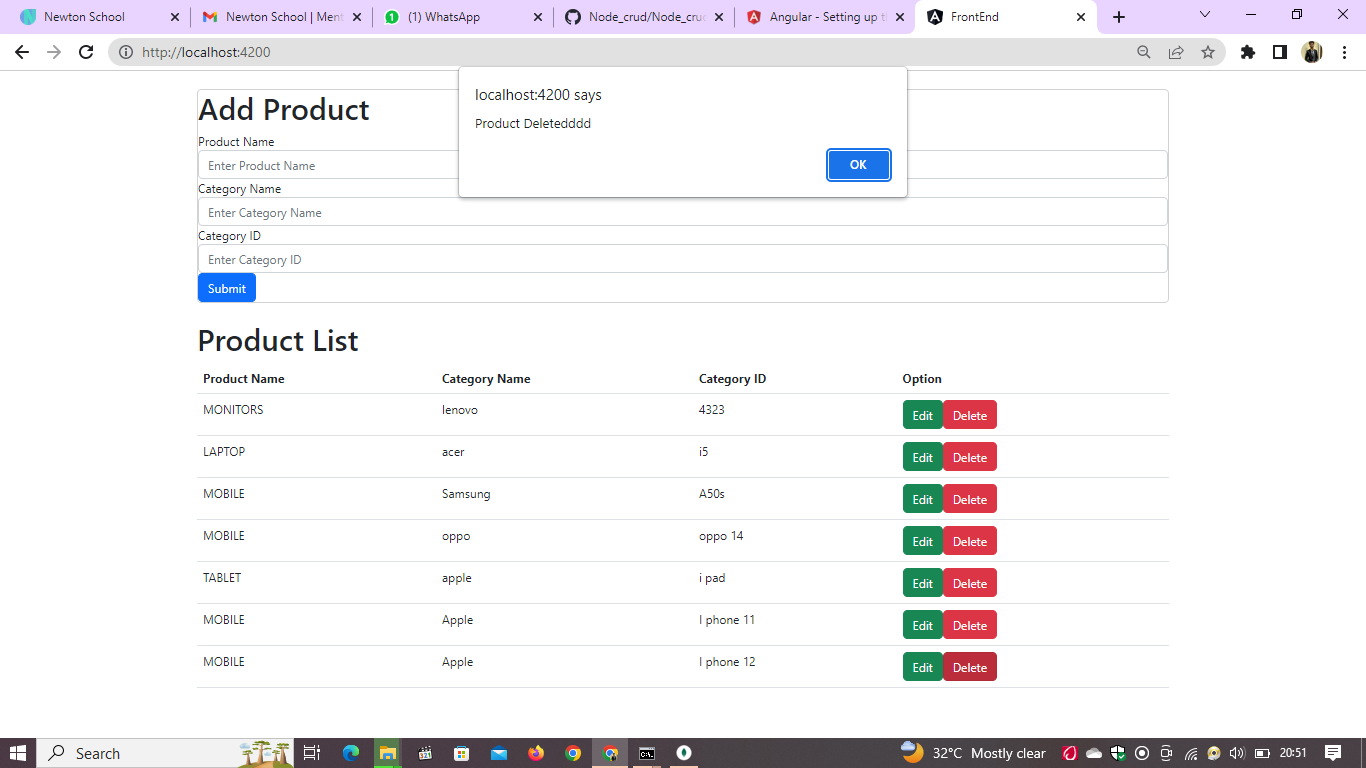 Newton School
Newton School | Ment
(1) WhatsApp
Node_crud/Node_crud
Angular - Setting up t
FrontEnd
http://localhost:4200
localhost:4200 says
Product Deletedddd
OK
Add Product
Product Name
Enter Product Name
Category Name
Enter Category Name
Category ID
Enter Category ID
Submit
Product List
Product Name Category Name Category ID Option
MONITORS lenovo 4323 Edit Delete
LAPTOP acer i5 Edit Delete
MOBILE Samsung A50s Edit Delete
MOBILE oppo oppo 14 Edit Delete
TABLET apple i pad Edit Delete
MOBILE Apple I phone 11 Edit Delete
MOBILE Apple I phone 12 Edit Delete
Search
32°C Mostly clear
20:51